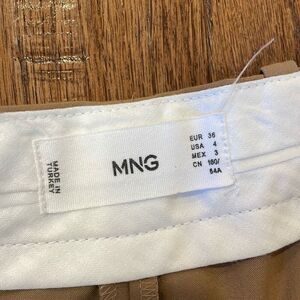 MADE IN
TURKEY
MNG
EUR 36
USA 4
MEX 3
CN 160/
64A